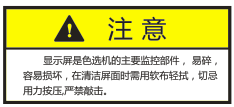 注意
显示屏是色选机的主要监控部件，易碎，
容易损坏，在清洁屏面时需用软布轻拭，切忌
用力按压,严禁敲击。